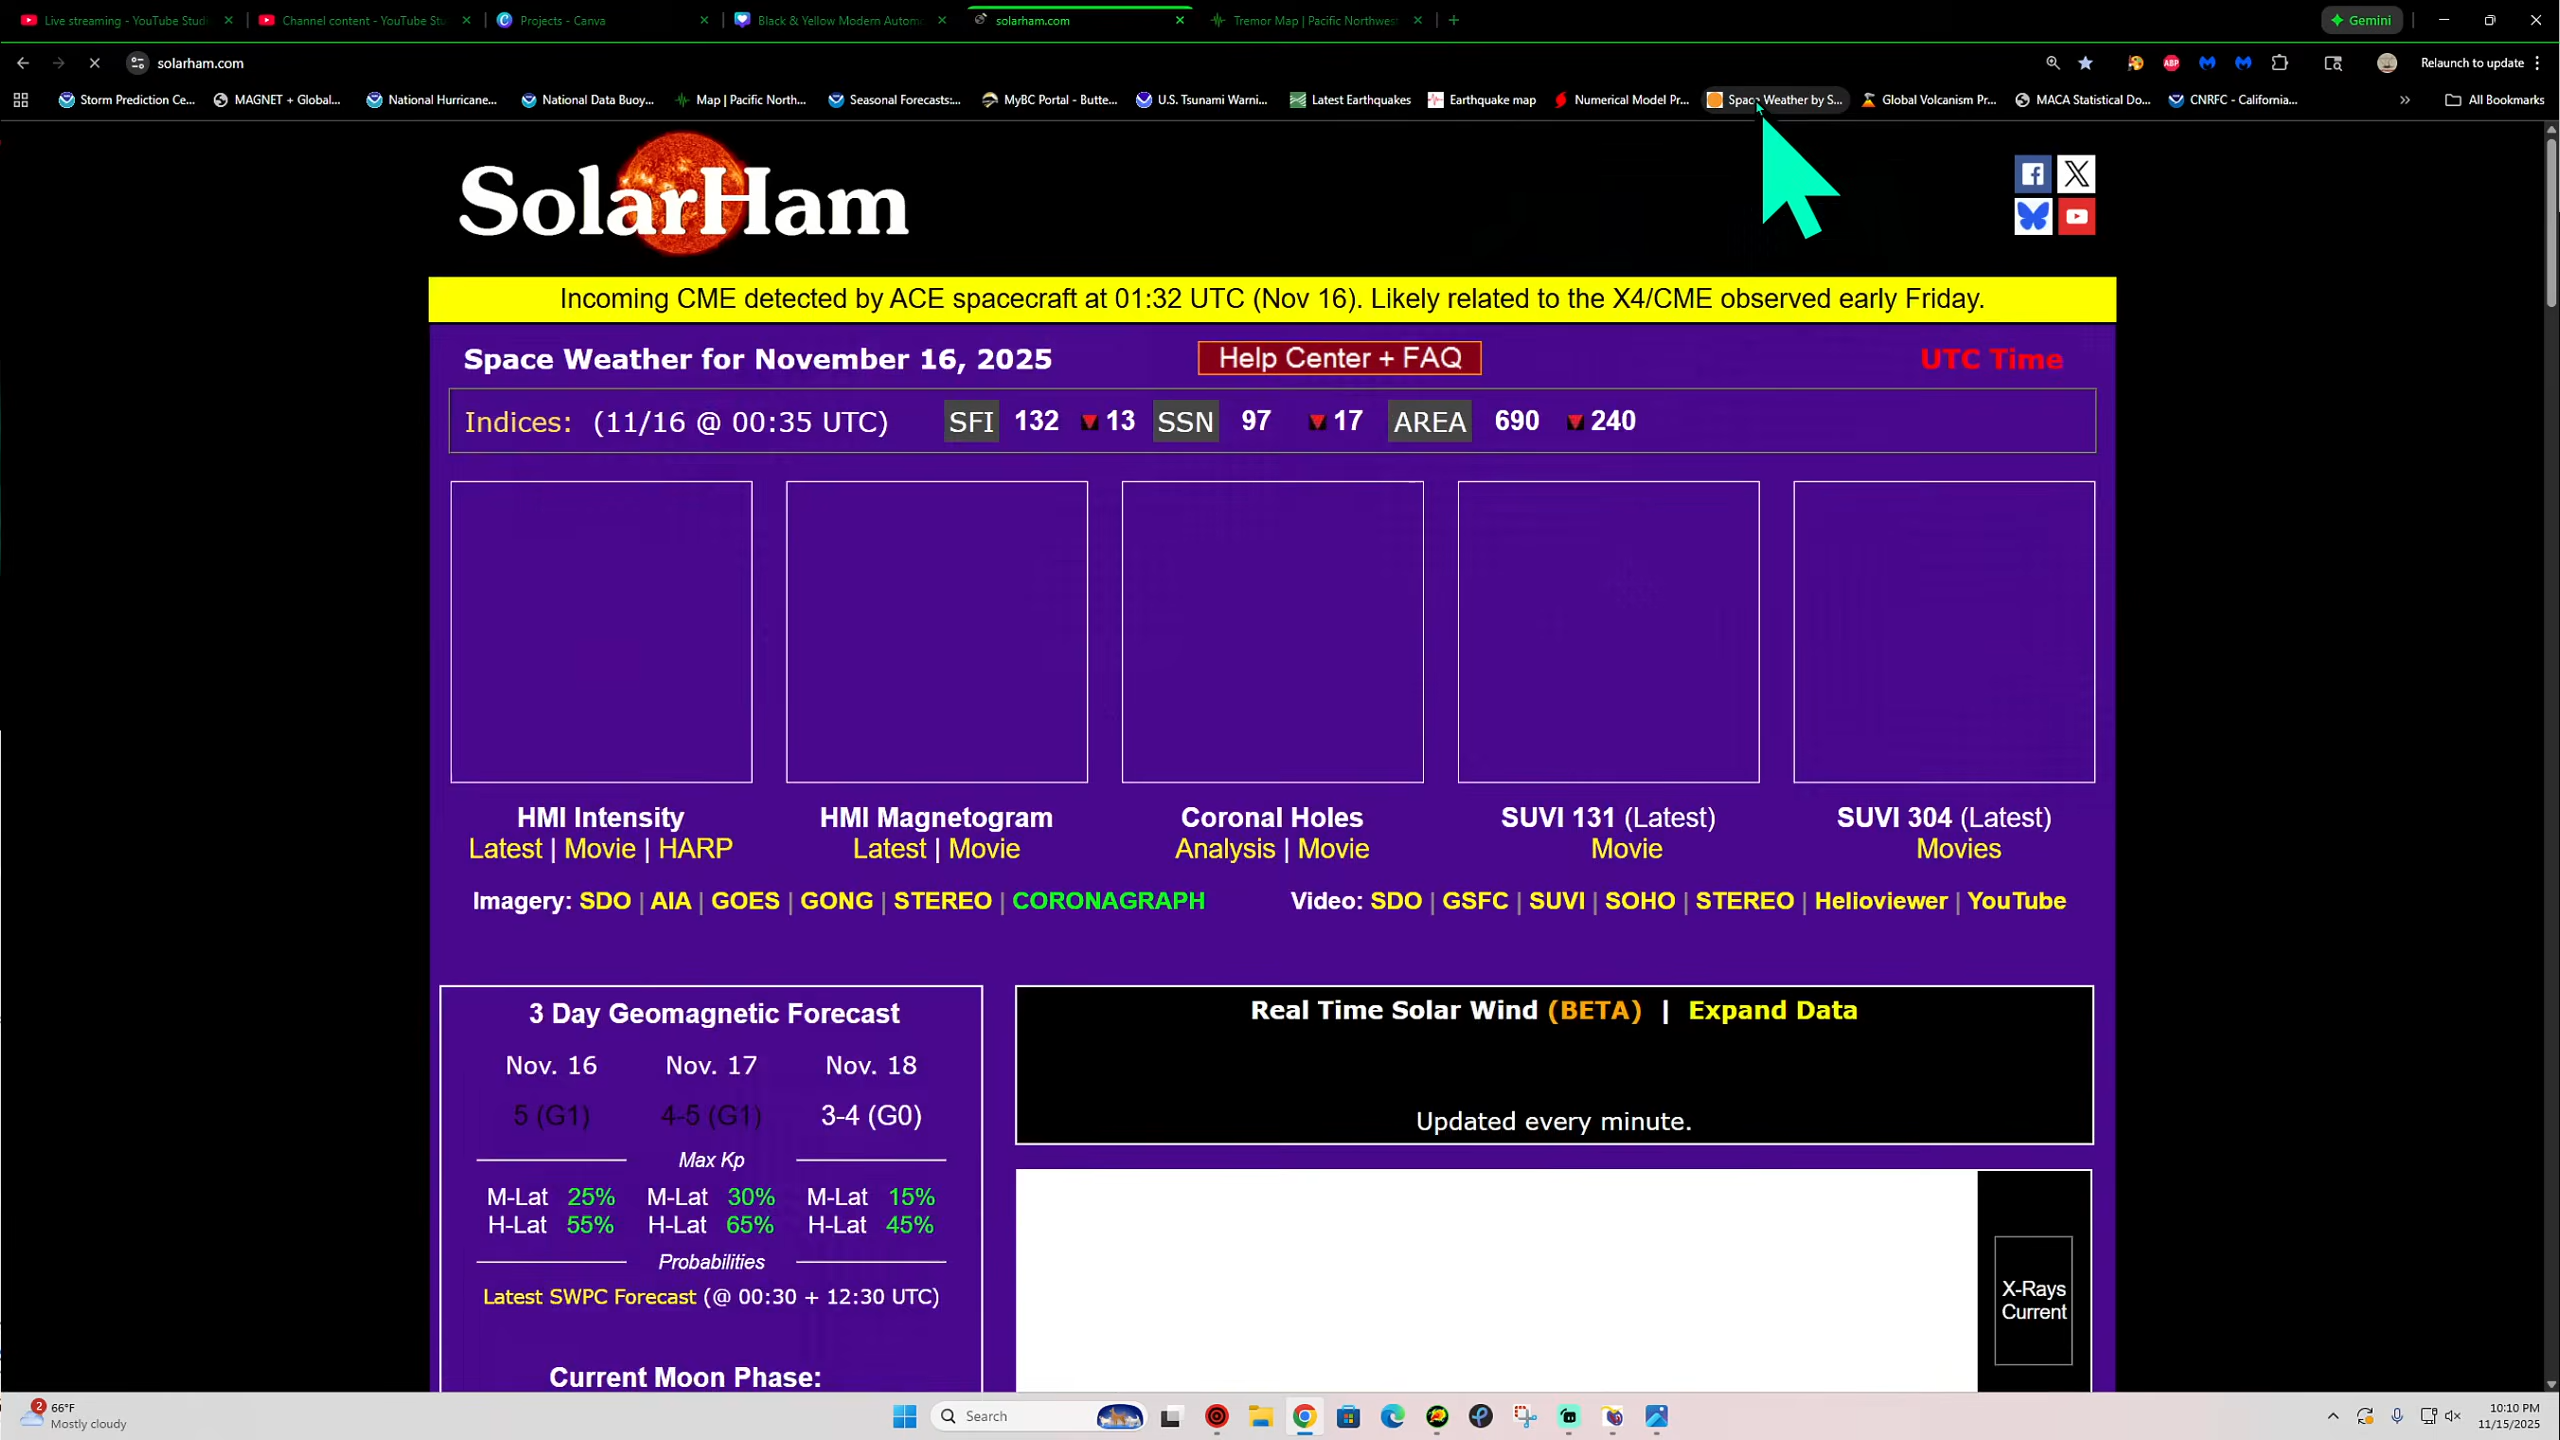 Live streaming - YouTube Studi
Channel content - YouTube Stu
Projects - Canva
Black & Yellow Modern Automo
solarham.com
Tremor Map | Pacific Northwest
Gemini
solarham.com
Relaunch to update
Storm Prediction Ce...
MAGNET + Global...
National Hurricane...
National Data Buoy...
Map | Pacific North...
Seasonal Forecasts:...
MyBC Portal - Butte...
U.S. Tsunami Warni...
Latest Earthquakes
Earthquake map
Numerical Model Pr...
Space Weather by S...
Global Volcanism Pr...
MACA Statistical Do...
CNRFC - California...
All Bookmarks
SolarHam
Incoming CME detected by ACE spacecraft at 01:32 UTC (Nov 16). Likely related to the X4/CME observed early Friday.
Space Weather for November 16, 2025 Help Center + FAQ UTC Time
Indices: (11/16 @ 00:35 UTC) SFI 132 ▼ 13 SSN 97 ▼ 17 AREA 690 ▼ 240
HMI Intensity
Latest | Movie | HARP
HMI Magnetogram
Latest | Movie
Coronal Holes
Analysis | Movie
SUVI 131 (Latest)
Movie
SUVI 304 (Latest)
Movies
Imagery: SDO | AIA | GOES | GONG | STEREO | CORONAGRAPH
Video: SDO | GSFC | SUVI | SOHO | STEREO | Helioviewer | YouTube
3 Day Geomagnetic Forecast
Nov. 16 Nov. 17 Nov. 18
5 (G1) 4-5 (G1) 3-4 (G0)
Max Kp
M-Lat 25% M-Lat 30% M-Lat 15%
H-Lat 55% H-Lat 65% H-Lat 45%
Probabilities
Latest SWPC Forecast (@ 00:30 + 12:30 UTC)
Current Moon Phase:
Real Time Solar Wind (BETA) | Expand Data
Updated every minute.
X-Rays
Current
2
66°F
Mostly cloudy
Search
10:10 PM
11/15/2025
ABP